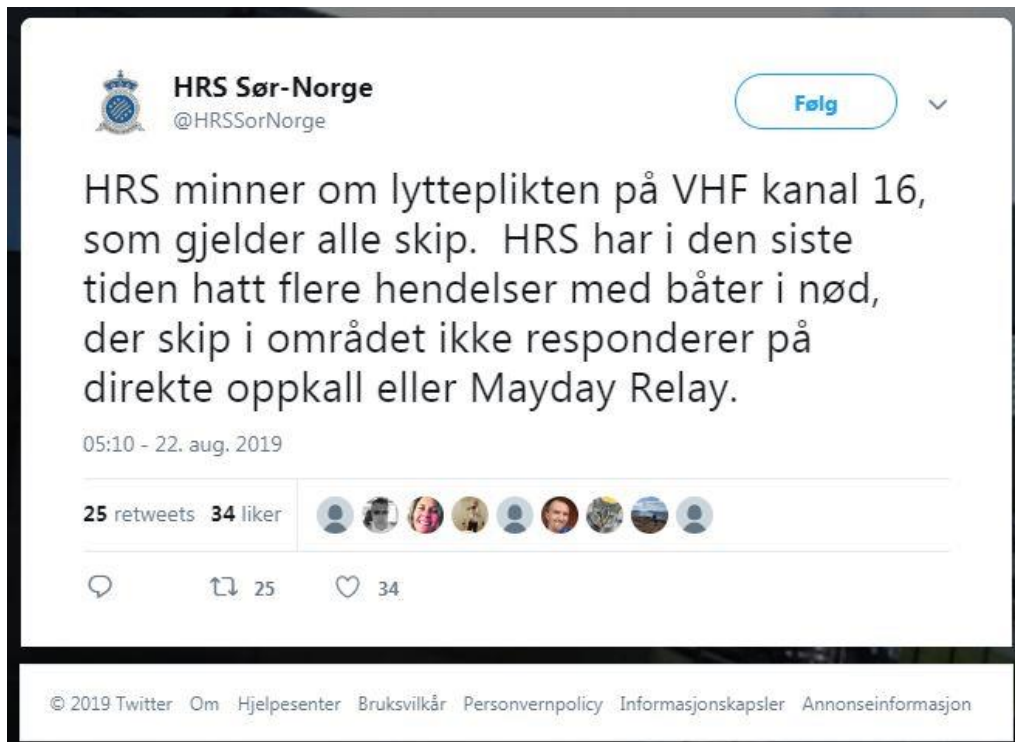 HRS Sør-Norge
@HRSSorNorge
Følg
HRS minner om lytteplikten på VHF kanal 16,
som gjelder alle skip.  HRS har i den siste
tiden hatt flere hendelser med båter i nød,
der skip i området ikke responderer på
direkte oppkall eller Mayday Relay.
05:10 - 22. aug. 2019
25 retweets 34 liker
25 34
© 2019 Twitter Om Hjelpesenter Bruksvilkår Personvernpolicy Informasjonskapsler Annonseinformasjon